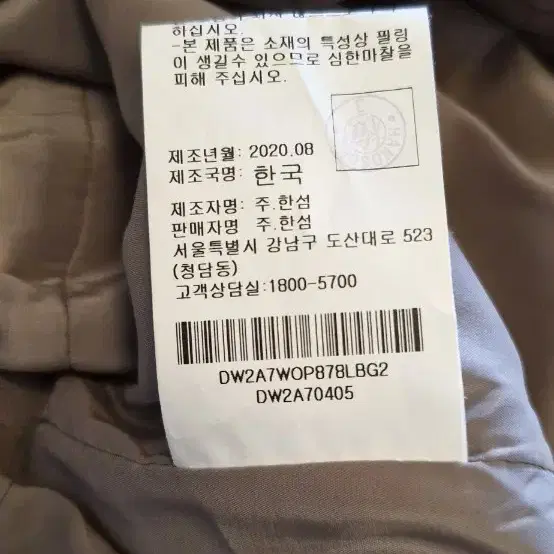 하십시오.
-본 제품은 소재의 특성상 필링
이 생길수 있으므로 심한마찰을
피해 주십시오.
제조년월: 2020.08
제조국명: 한국
제조자명: 주.한섬
판매자명: 주.한섬
서울특별시 강남구 도산대로 523
(청담동)
고객상담실:1800-5700
DW2A7WOP878LBG2
DW2A70405